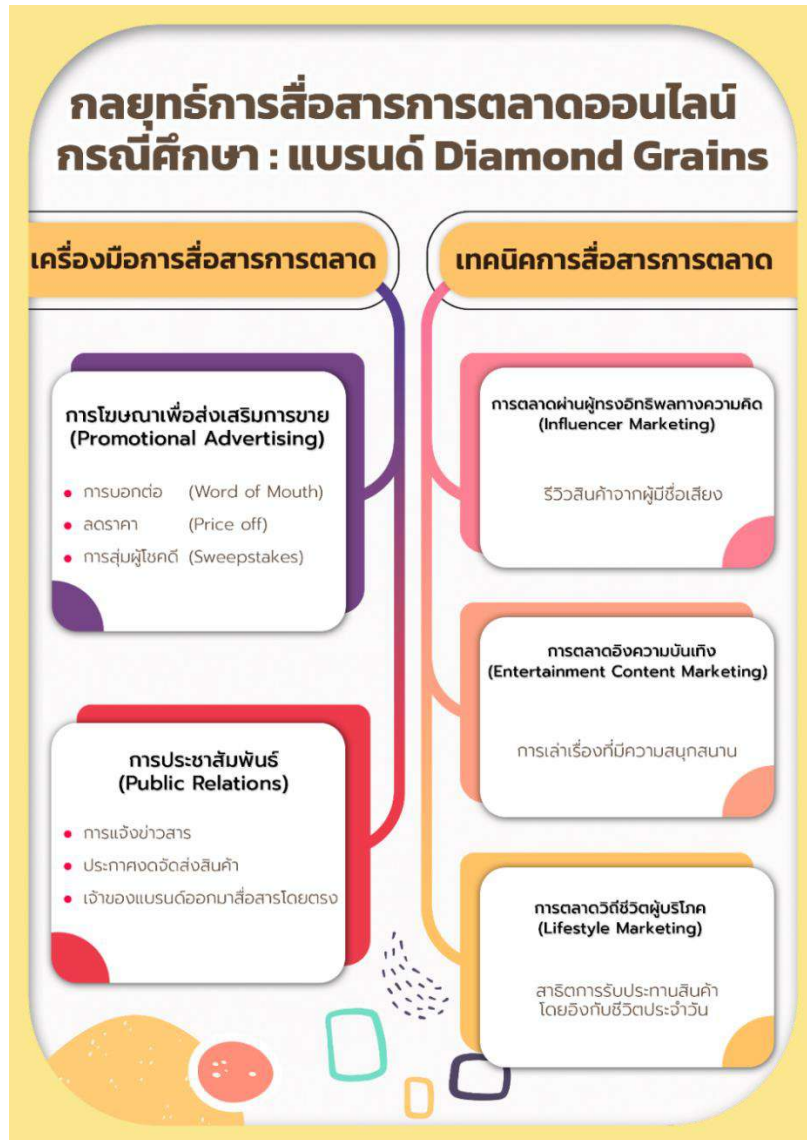 กลยุทธ์การสื่อสารการตลาดออนไลน์
กรณีศึกษา : แบรนด์ Diamond Grains
เครื่องมือการสื่อสารการตลาด
การโฆษณาเพื่อส่งเสริมการขาย
(Promotional Advertising)
• การบอกต่อ (Word of Mouth)
• ลดราคา (Price off)
• การสุ่มผู้โชคดี (Sweepstakes)
การประชาสัมพันธ์
(Public Relations)
• การแจ้งข่าวสาร
• ประกาศงดจัดส่งสินค้า
• เจ้าของแบรนด์ออกมาสื่อสารโดยตรง
เทคนิคการสื่อสารการตลาด
การตลาดผ่านผู้ทรงอิทธิพลทางความคิด
(Influencer Marketing)
รีวิวสินค้าจากผู้มีชื่อเสียง
การตลาดอิงความบันเทิง
(Entertainment Content Marketing)
การเล่าเรื่องที่มีความสนุกสนาน
การตลาดวิถีชีวิตผู้บริโภค
(Lifestyle Marketing)
สาธิตการรับประทานสินค้า
โดยอิงกับชีวิตประจำวัน